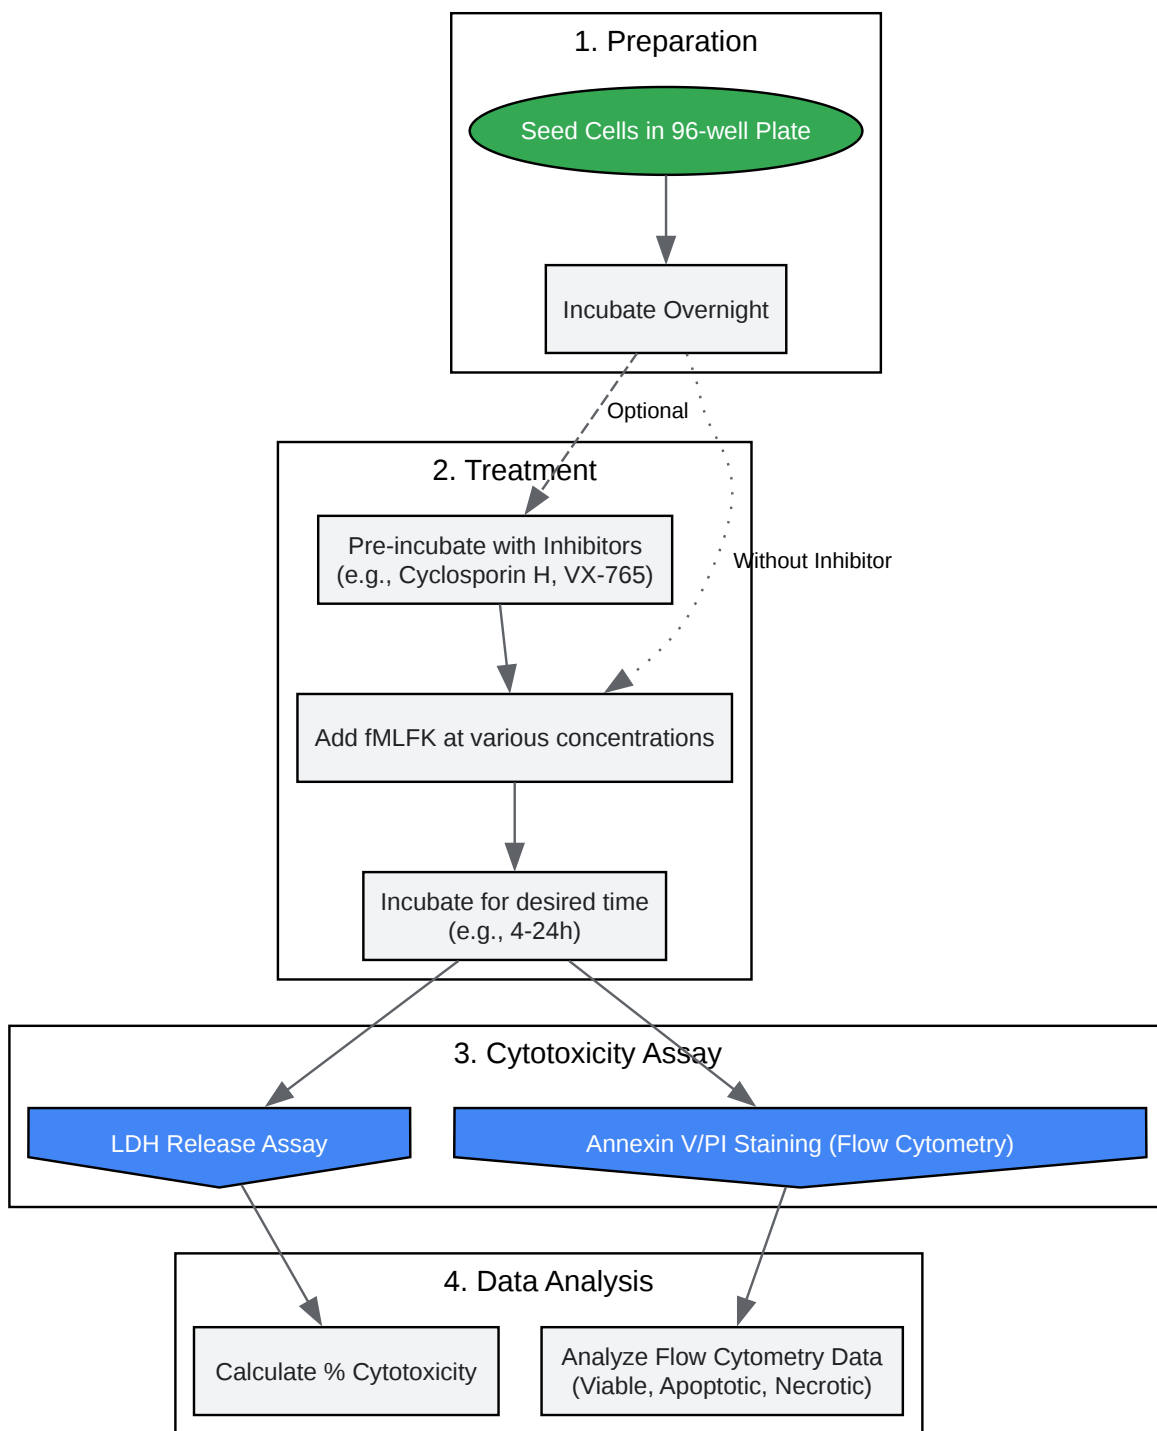 1. Preparation
Seed Cells in 96-well Plate
Incubate Overnight
Optional
2. Treatment
Pre-incubate with Inhibitors
(e.g., Cyclosporin H, VX-765)
Without Inhibitor
Add fMLFK at various concentrations
Incubate for desired time
(e.g., 4-24h)
3. Cytotoxicity Assay
LDH Release Assay
Annexin V/PI Staining (Flow Cytometry)
4. Data Analysis
Calculate % Cytotoxicity
Analyze Flow Cytometry Data
(Viable, Apoptotic, Necrotic)